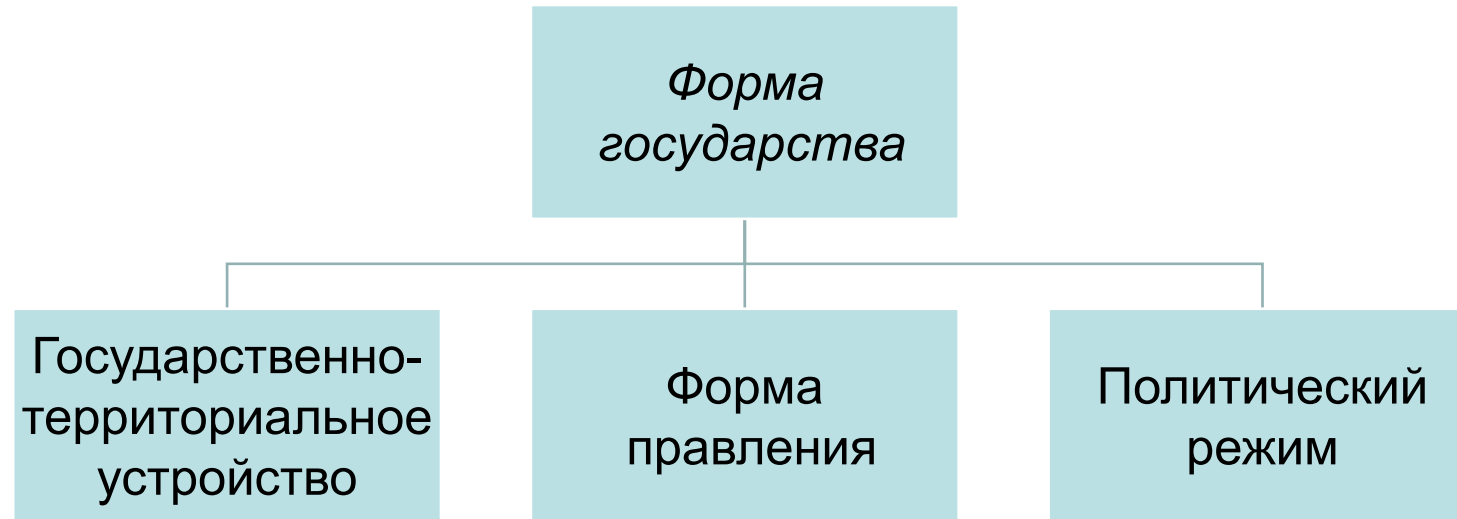 Форма
государства
Государственно-
территориальное
устройство
Форма
правления
Политический
режим